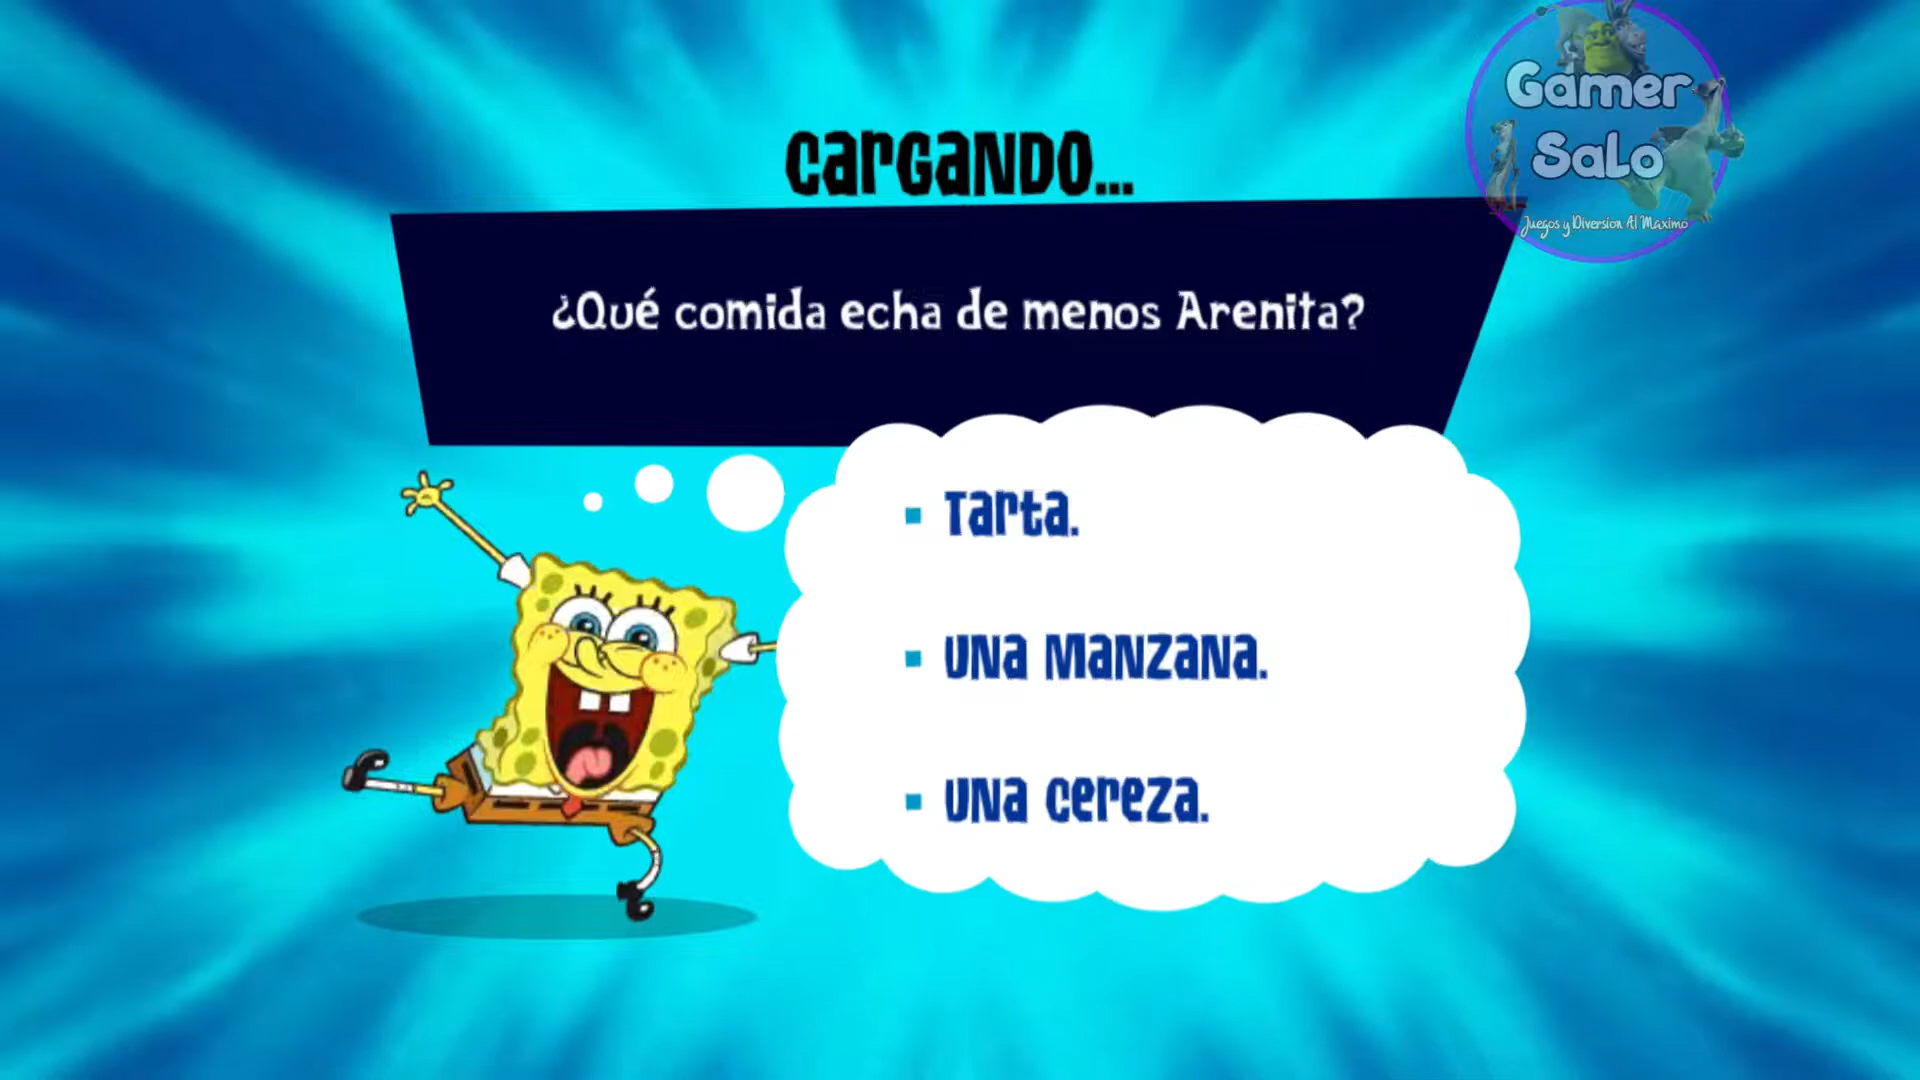 Gamer
Salo
Juegos y Diversion Al Maximo
CARGANDO...
¿Qué comida echa de menos Arenita?
▪ Tarta.
▪ Una manzana.
▪ Una cereza.